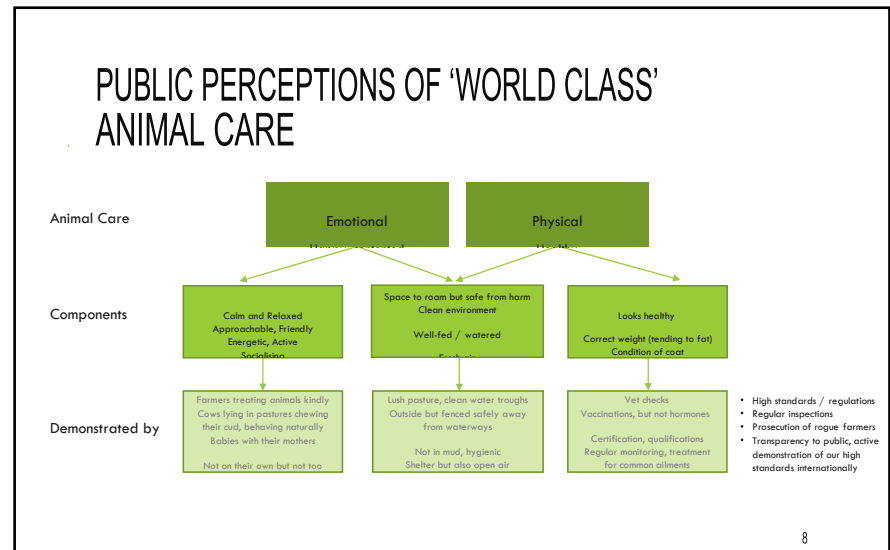 PUBLIC PERCEPTIONS OF ‘WORLD CLASS’
ANIMAL CARE
Animal Care
Emotional
Physical
Components
Calm and Relaxed
Approachable, Friendly
Energetic, Active
Socialising
Space to roam but safe from harm
Clean environment
Well-fed / watered
Fresh air
Looks healthy
Correct weight (tending to fat)
Condition of coat
Demonstrated by
Farmers treating animals kindly
Cows lying in pastures chewing
their cud, behaving naturally
Babies with their mothers
Not on their own but not too
Lush pasture, clean water troughs
Outside but fenced safely away
from waterways
Not in mud, hygienic
Shelter but also open air
Vet checks
Vaccinations, but not hormones
Certification, qualifications
Regular monitoring, treatment
for common ailments
• High standards / regulations
• Regular inspections
• Prosecution of rogue farmers
• Transparency to public, active
demonstration of our high
standards internationally
8